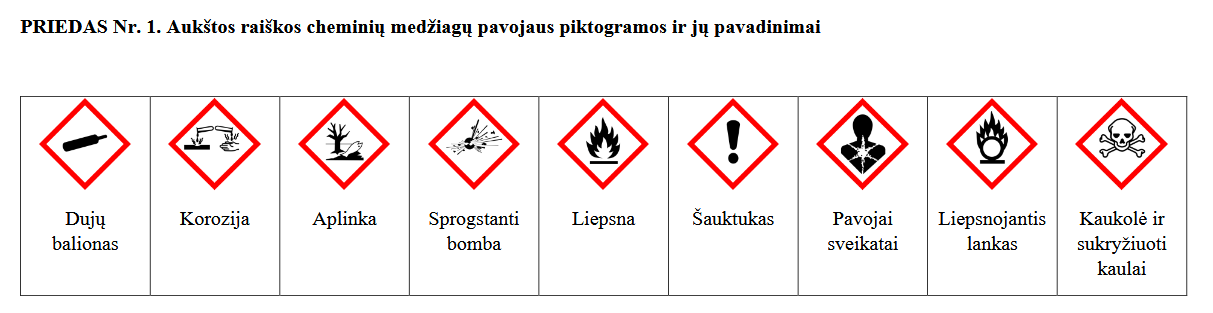 PRIEDAS Nr. 1. Aukštos raiškos cheminių medžiagų pavojaus piktogramos ir jų pavadinimai
Dujų
balionas
Korozija
Aplinka
Sprogstanti
bomba
Liepsna
Šauktukas
Pavojai
sveikatai
Liepsnojantis
lankas
Kaukolė ir
sukryžiuoti
kaulai